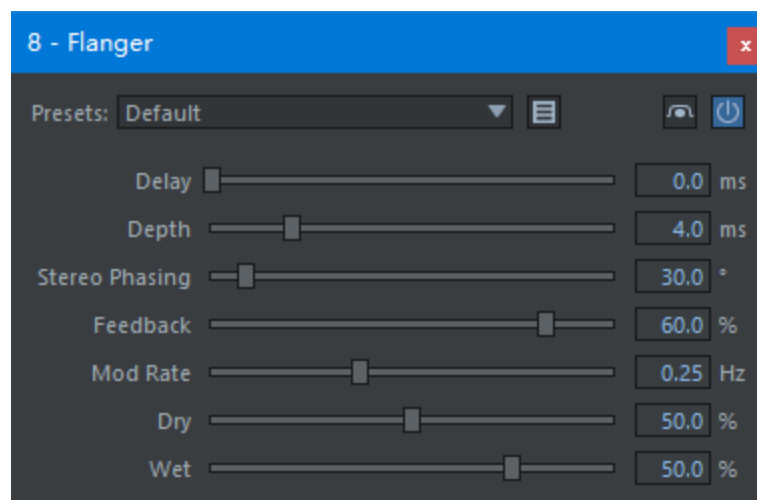 8 - Flanger x
Presets: Default
Delay 0.0 ms
Depth 4.0 ms
Stereo Phasing 30.0 °
Feedback 60.0 %
Mod Rate 0.25 Hz
Dry 50.0 %
Wet 50.0 %